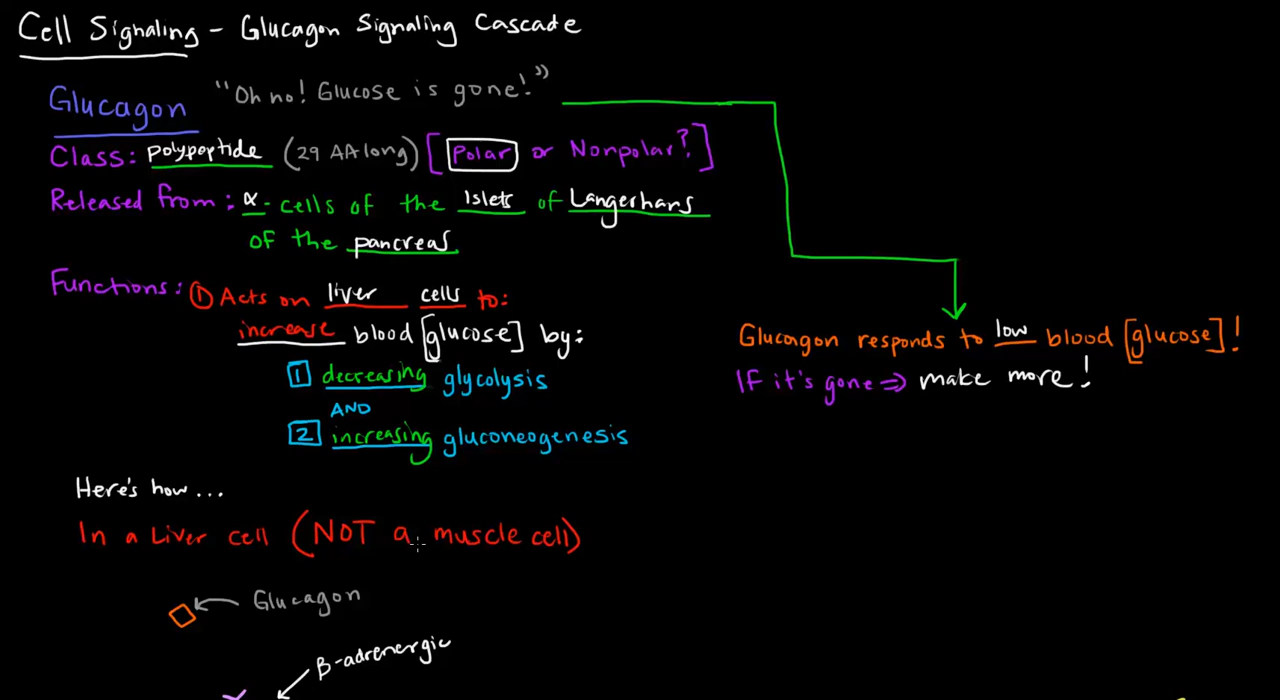 Cell Signaling - Glucagon Signaling Cascade
Glucagon "Oh no! Glucose is gone!"
Class: polypeptide (29 AA long) [Polar or Nonpolar?]
Released from: α - cells of the Islets of Langerhans
of the pancreas
Functions: ① Acts on liver cells to:
increase blood [glucose] by:
1 decreasing glycolysis
AND
2 increasing gluconeogenesis
Glucagon responds to low blood [glucose]!
If it's gone ⇒ make more!
Here's how...
In a Liver cell (NOT a muscle cell)
Glucagon
β-adrenergic